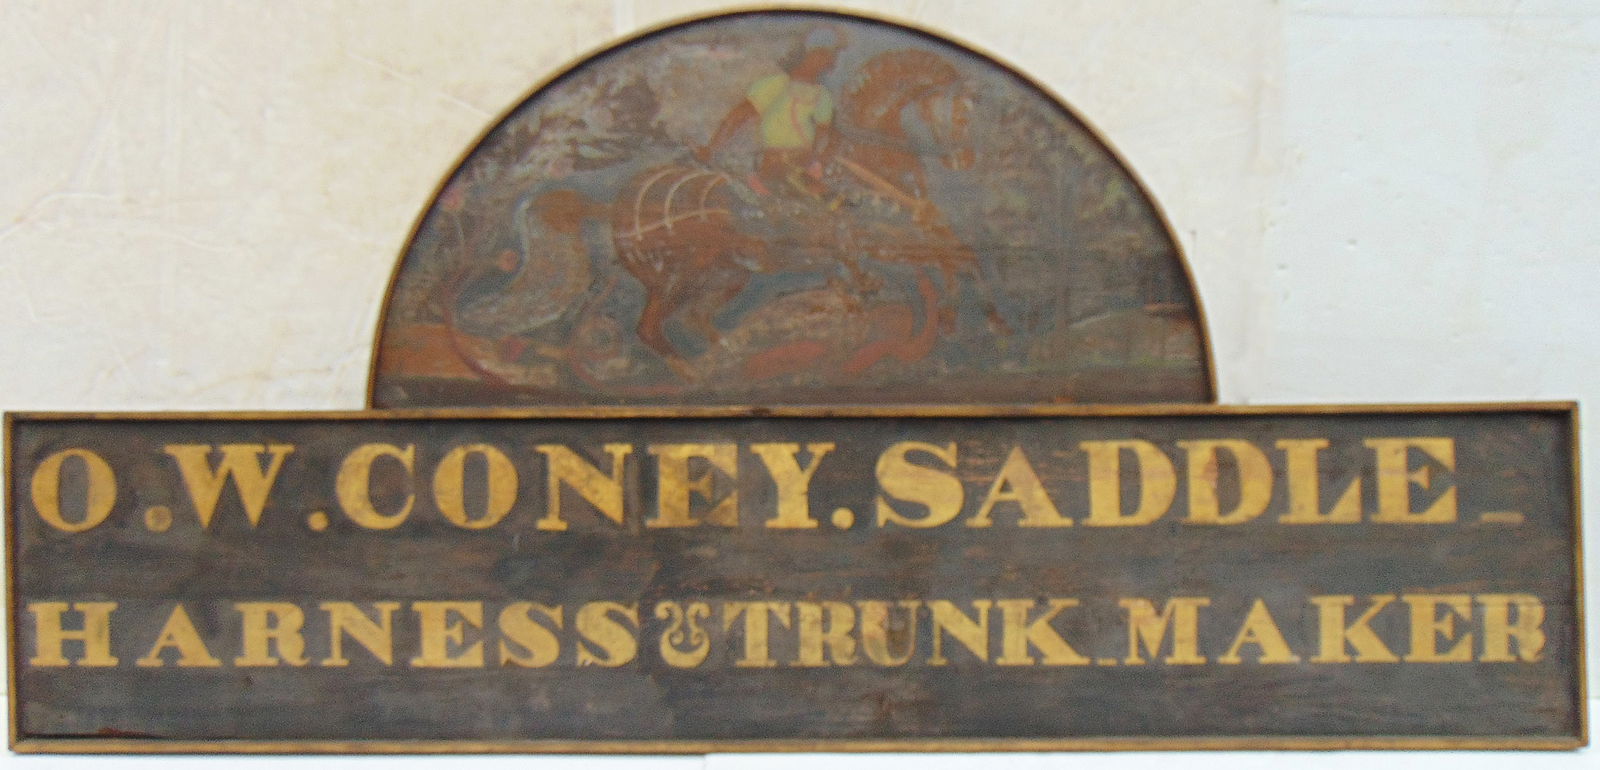 O.W.CONEY.SADDLE_
HARNESS & TRUNK_MAKER